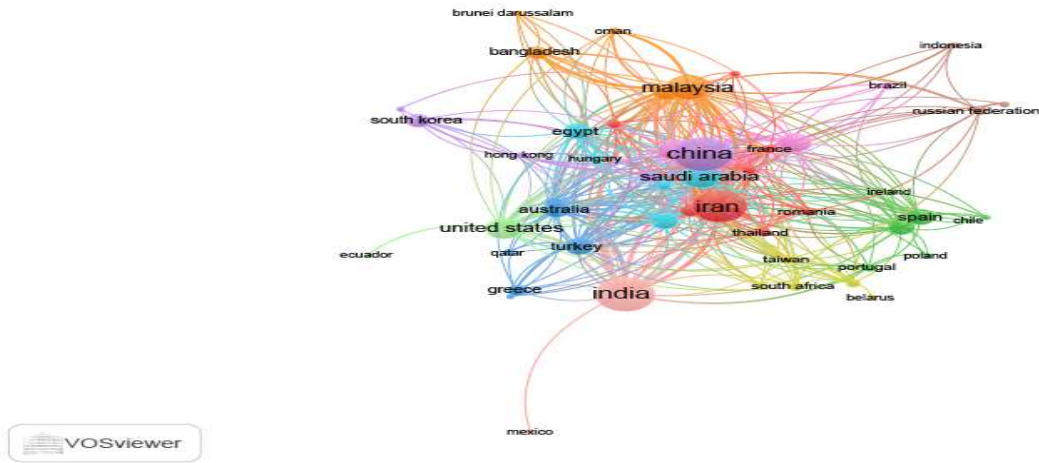 brunei darussalam
oman
bangladesh
indonesia
malaysia
brazil
russian federation
south korea
egypt
hong kong
hungary
china
france
saudi arabia
ireland
australia
iran
romania
spain
chile
united states
thailand
ecuador
qatar
turkey
taiwan
poland
portugal
greece
india
south africa
belarus
mexico
VOSviewer